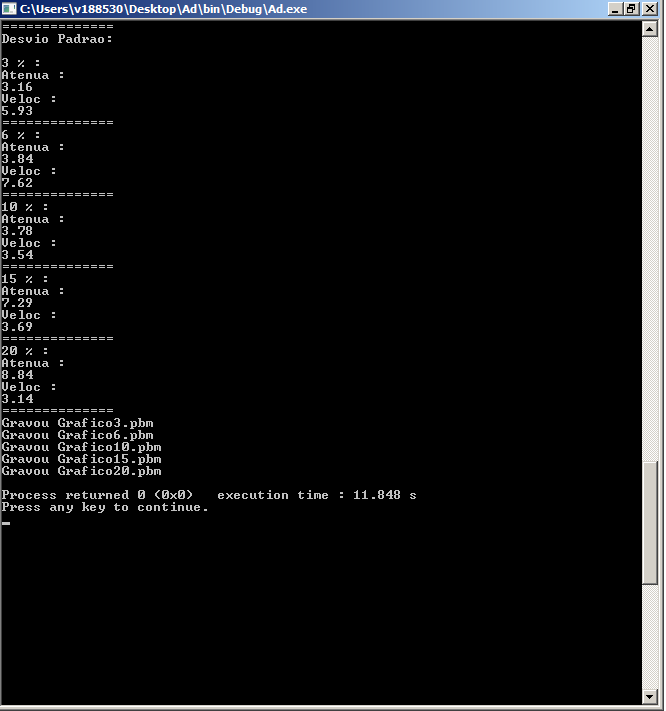 C:\Users\v188530\Desktop\Ad\bin\Debug\Ad.exe
==============
Desvio Padrao:
3 % :
Atenua :
3.16
Veloc :
5.93
==============
6 % :
Atenua :
3.84
Veloc :
7.62
==============
10 % :
Atenua :
3.78
Veloc :
3.54
==============
15 % :
Atenua :
7.29
Veloc :
3.69
==============
20 % :
Atenua :
8.84
Veloc :
3.14
==============
Gravou Grafico3.pbm
Gravou Grafico6.pbm
Gravou Grafico10.pbm
Gravou Grafico15.pbm
Gravou Grafico20.pbm
Process returned 0 (0x0)   execution time : 11.848 s
Press any key to continue.